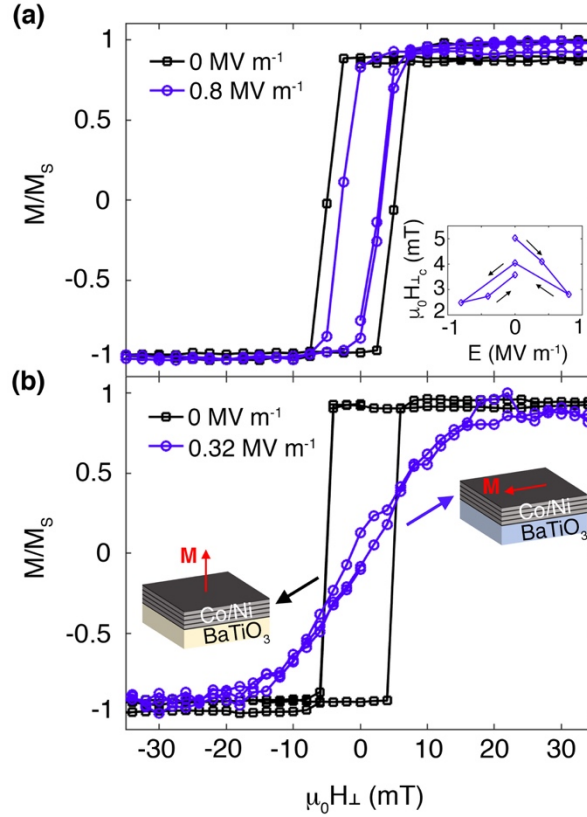 (a)
1
0.5
0
-0.5
-1
M/Mₛ
0 MV m⁻¹
0.8 MV m⁻¹
5
4
3
2
μ₀H⊥c (mT)
-1 0 1
E (MV m⁻¹)
(b)
1
0.5
0
-0.5
-1
M/Mₛ
0 MV m⁻¹
0.32 MV m⁻¹
M
Co/Ni
BaTiO₃
M
Co/Ni
BaTiO₃
-30 -20 -10 0 10 20 30
μ₀H⊥ (mT)